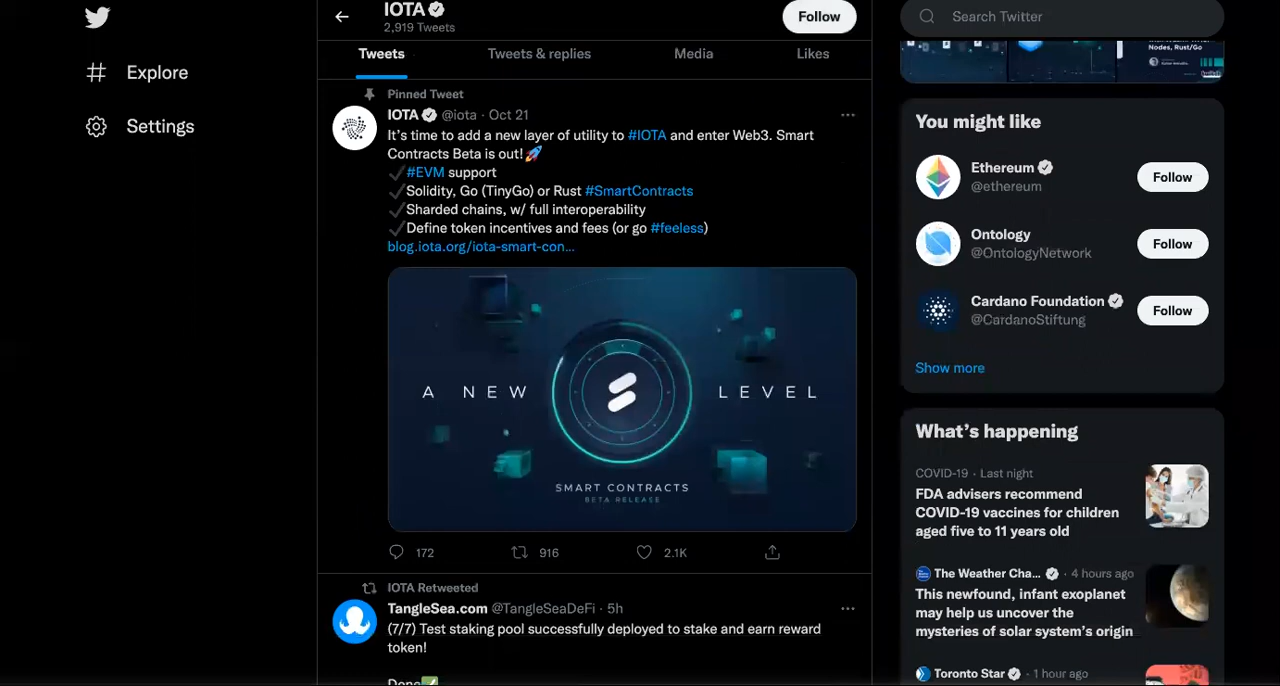 IOTA
2,919 Tweets
Follow
Search Twitter
Explore
Settings
Tweets
Tweets & replies
Media
Likes
Pinned Tweet
IOTA @iota · Oct 21
It's time to add a new layer of utility to #IOTA and enter Web3. Smart
Contracts Beta is out!🚀
✔#EVM support
✔Solidity, Go (TinyGo) or Rust #SmartContracts
✔Sharded chains, w/ full interoperability
✔Define token incentives and fees (or go #feeless)
blog.iota.org/iota-smart-con...
A NEW LEVEL
SMART CONTRACTS
BETA RELEASE
172 916 2.1K
IOTA Retweeted
TangleSea.com @TangleSeaDeFi · 5h
(7/7) Test staking pool successfully deployed to stake and earn reward
token!
Done✅
Nodes, Rust/Go
You might like
Ethereum
@ethereum
Follow
Ontology
@OntologyNetwork
Follow
Cardano Foundation
@CardanoStiftung
Follow
Show more
What's happening
COVID-19 · Last night
FDA advisers recommend
COVID-19 vaccines for children
aged five to 11 years old
The Weather Cha... · 4 hours ago
This newfound, infant exoplanet
may help us uncover the
mysteries of solar system's origin
Toronto Star · 1 hour ago